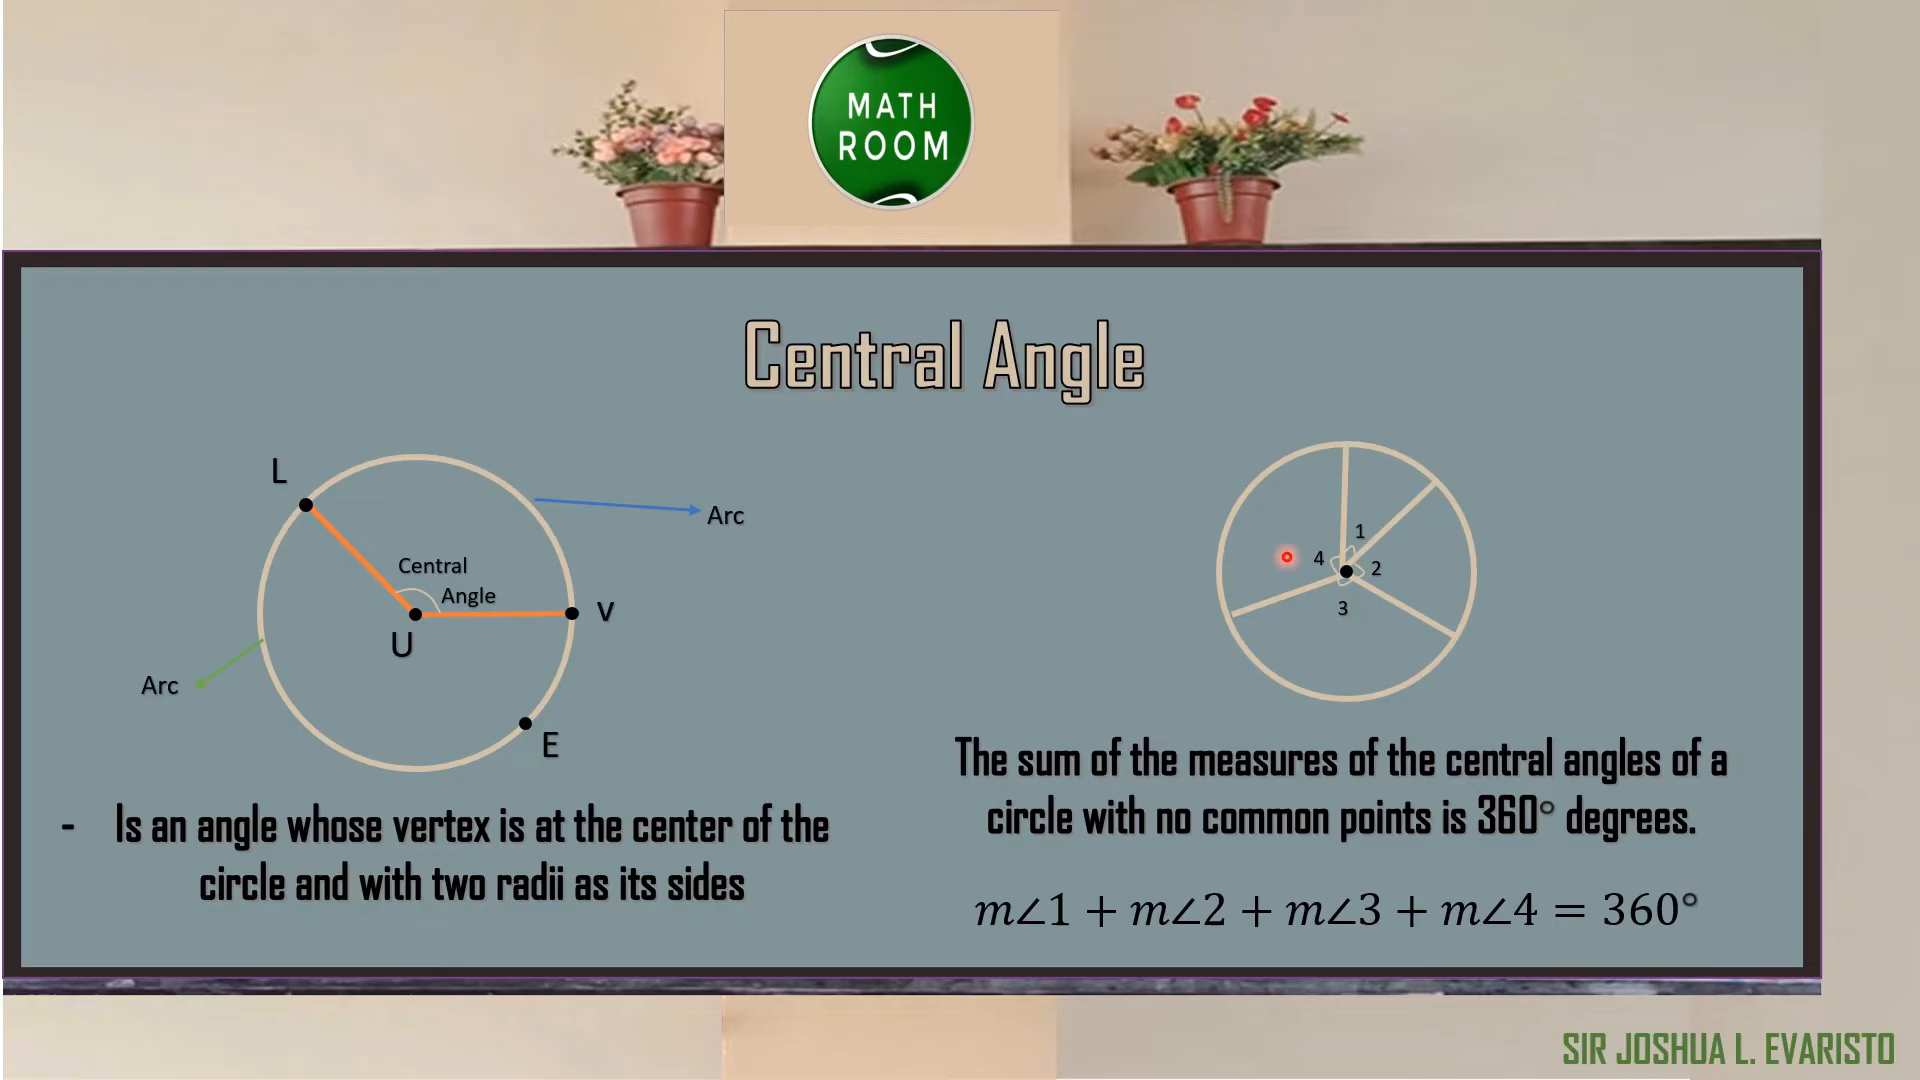 MATH
ROOM
Central Angle
L
Arc
Central
Angle
V
U
Arc
E
1
4
2
3
- Is an angle whose vertex is at the center of the
circle and with two radii as its sides
The sum of the measures of the central angles of a
circle with no common points is 360° degrees.
m∠1 + m∠2 + m∠3 + m∠4 = 360°
SIR JOSHUA L. EVARISTO